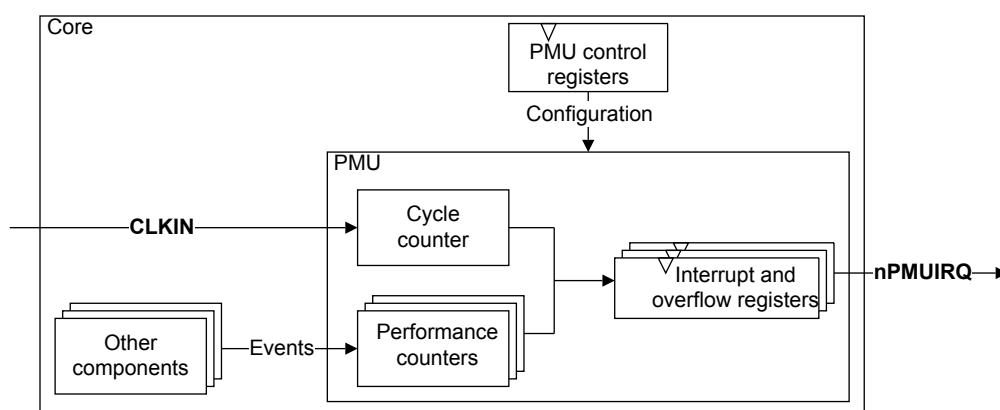 Core
PMU control
registers
Configuration
PMU
CLKIN
Cycle
counter
Interrupt and
overflow registers
nPMUIRQ
Other
components
Events
Performance
counters